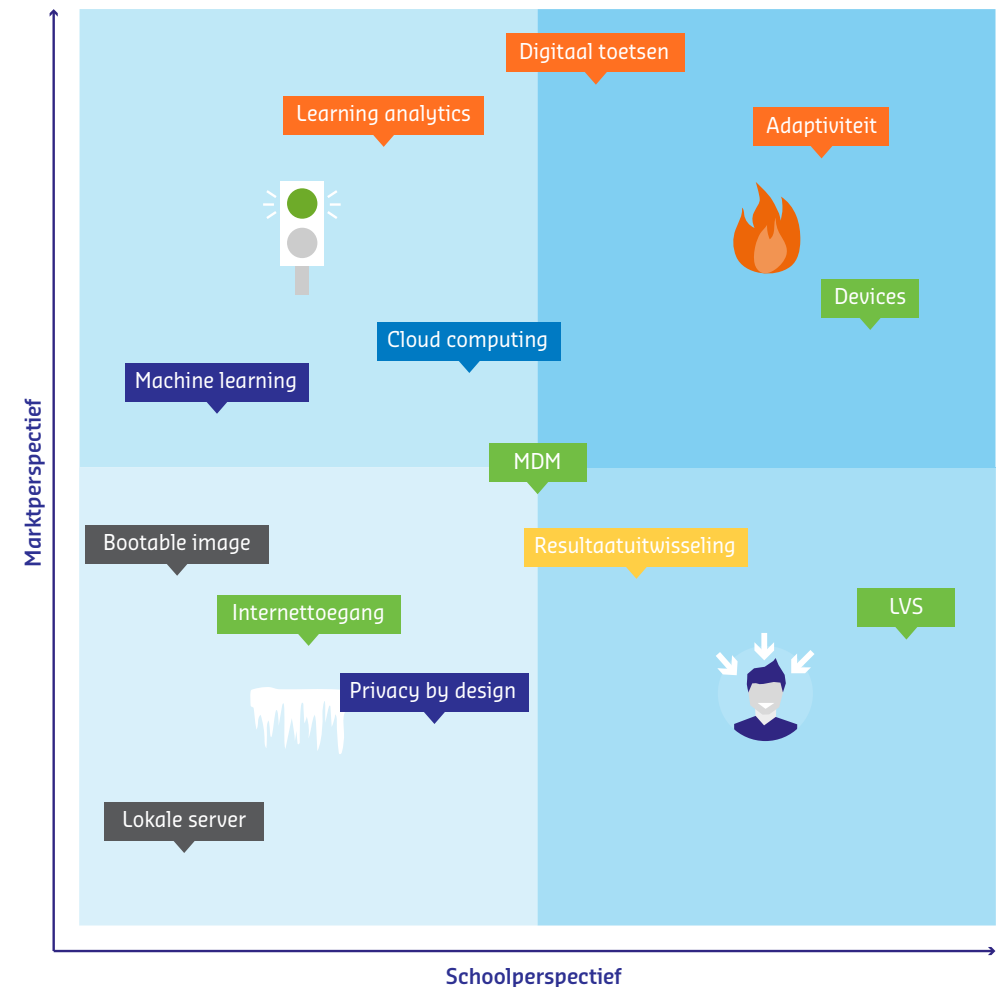 Digitaal toetsen
Learning analytics
Adaptiviteit
Devices
Cloud computing
Machine learning
MDM
Bootable image
Resultaatuitwisseling
LVS
Internettoegang
Privacy by design
Lokale server
Marktperspectief
Schoolperspectief